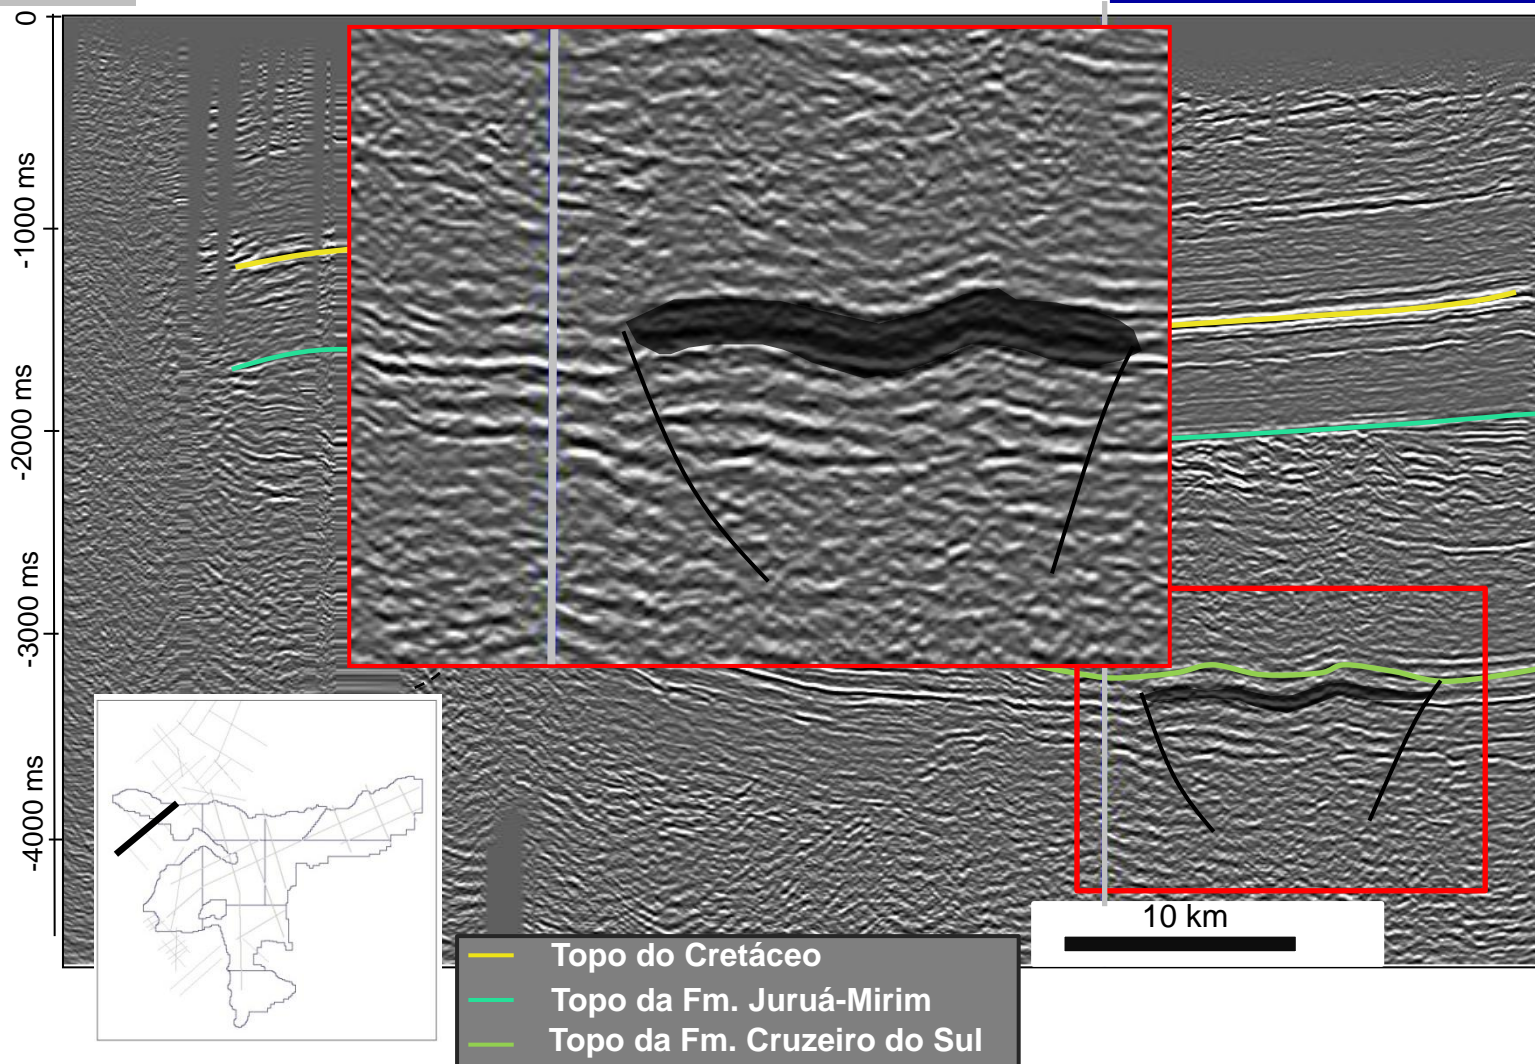 0
-1000 ms
-2000 ms
-3000 ms
-4000 ms
10 km
Topo do Cretáceo
Topo da Fm. Juruá-Mirim
Topo da Fm. Cruzeiro do Sul